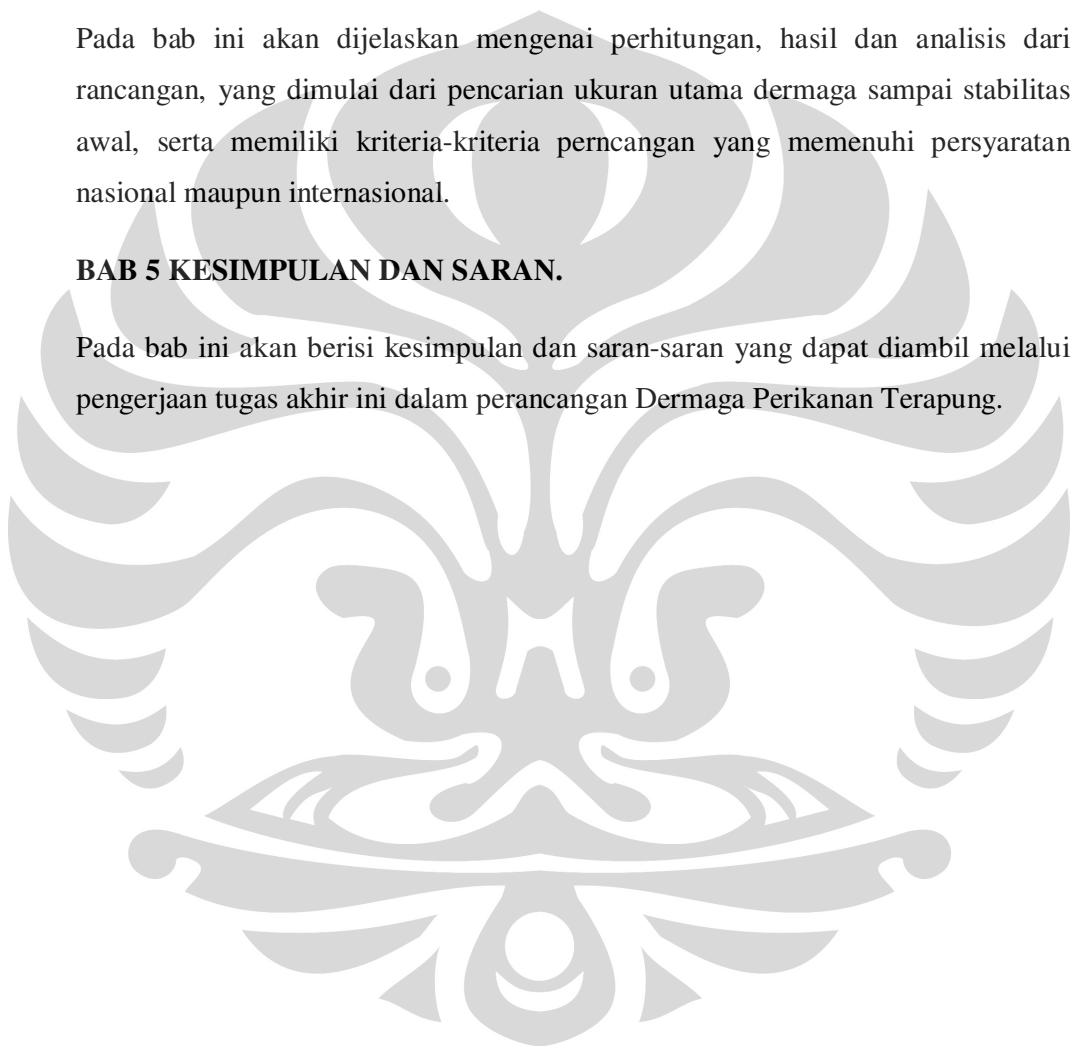 Pada bab ini akan dijelaskan mengenai perhitungan, hasil dan analisis dari
rancangan, yang dimulai dari pencarian ukuran utama dermaga sampai stabilitas
awal, serta memiliki kriteria-kriteria perncangan yang memenuhi persyaratan
nasional maupun internasional.
BAB 5 KESIMPULAN DAN SARAN.
Pada bab ini akan berisi kesimpulan dan saran-saran yang dapat diambil melalui
pengerjaan tugas akhir ini dalam perancangan Dermaga Perikanan Terapung.